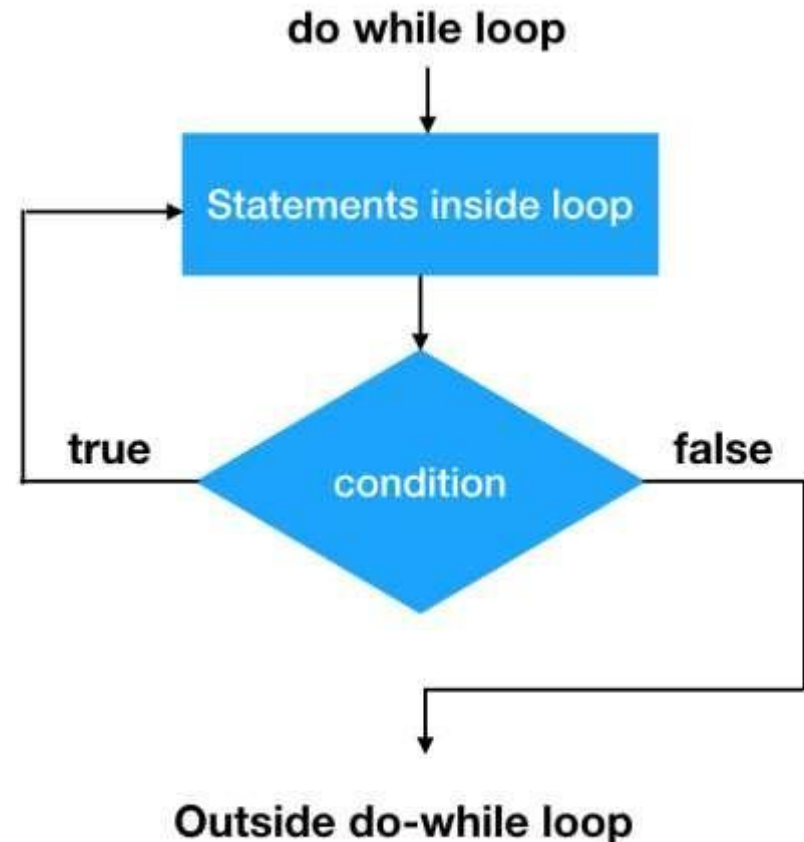 do while loop
Statements inside loop
true
false
condition
Outside do-while loop